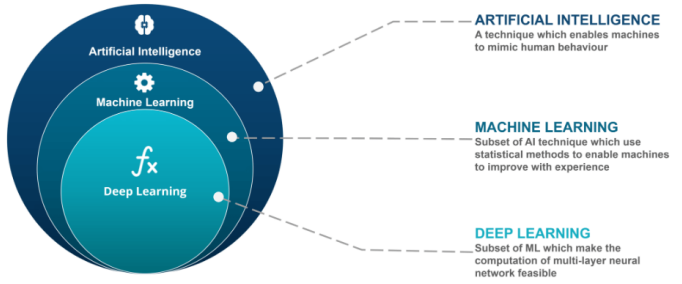 Artificial Intelligence
Machine Learning
fx
Deep Learning
ARTIFICIAL INTELLIGENCE
A technique which enables machines
to mimic human behaviour
MACHINE LEARNING
Subset of AI technique which use
statistical methods to enable machines
to improve with experience
DEEP LEARNING
Subset of ML which make the
computation of multi-layer neural
network feasible